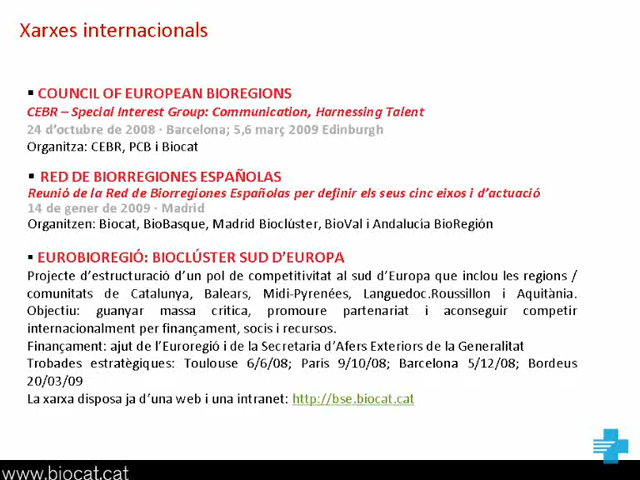 Xarxes internacionals
▪ COUNCIL OF EUROPEAN BIOREGIONS
CEBR – Special Interest Group: Communication, Harnessing Talent
24 d'octubre de 2008 · Barcelona; 5,6 març 2009 Edinburgh
Organitza: CEBR, PCB i Biocat
▪ RED DE BIORREGIONES ESPAÑOLAS
Reunió de la Red de Biorregiones Españolas per definir els seus cinc eixos i d'actuació
14 de gener de 2009 · Madrid
Organitzen: Biocat, BioBasque, Madrid Bioclúster, BioVal i Andalucía BioRegión
▪ EUROBIOREGIÓ: BIOCLÚSTER SUD D'EUROPA
Projecte d'estructuració d'un pol de competitivitat al sud d'Europa que inclou les regions /
comunitats de Catalunya, Balears, Midi-Pyrenées, Languedoc.Roussillon i Aquitània.
Objectiu: guanyar massa crítica, promoure partenariat i aconseguir competir
internacionalment per finançament, socis i recursos.
Finançament: ajut de l'Euroregió i de la Secretaria d'Afers Exteriors de la Generalitat
Trobades estratègiques: Toulouse 6/6/08; Paris 9/10/08; Barcelona 5/12/08; Bordeus
20/03/09
La xarxa disposa ja d'una web i una intranet: http://bse.biocat.cat
www.biocat.cat